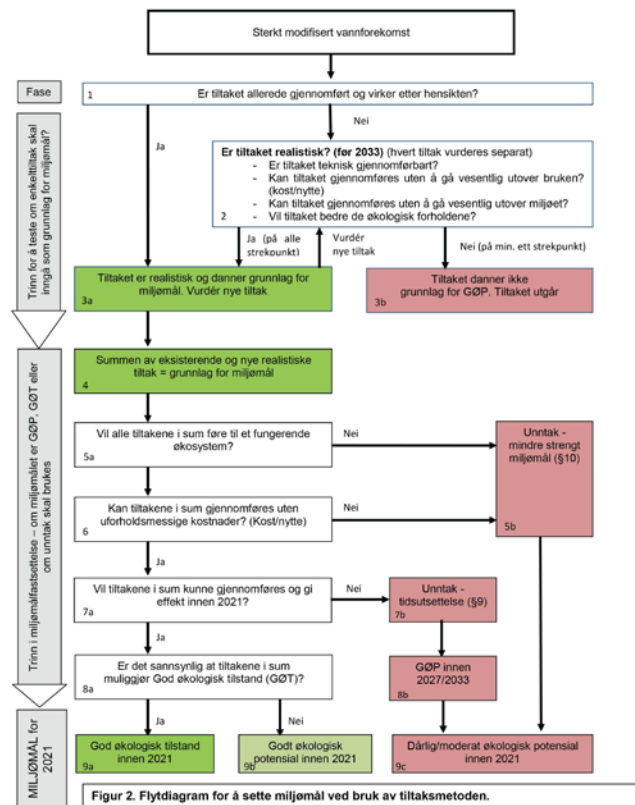 Sterkt modifisert vannforekomst
Fase
1
Er tiltaket allerede gjennomført og virker etter hensikten?
Ja
Nei
Trinn for å teste om enkelttiltak skal
inngå som grunnlag for miljømål?
Er tiltaket realistisk? (før 2033) (hvert tiltak vurderes separat)
- Er tiltaket teknisk gjennomførbart?
- Kan tiltaket gjennomføres uten å gå vesentlig utover bruken?
(kost/nytte)
- Kan tiltaket gjennomføres uten å gå vesentlig utover miljøet?
2 - Vil tiltaket bedre de økologisk forholdene?
Ja (på alle
strekpunkt)
Vurdér
nye tiltak
Nei (på min. ett strekpunkt)
Tiltaket er realistisk og danner grunnlag for
miljømål. Vurdér nye tiltak
3a
Tiltaket danner ikke
grunnlag for GØP. Tiltaket utgår
3b
Summen av eksisterende og nye realistiske
tiltak = grunnlag for miljømål
4
Trinn i miljømålfastsettelse – om miljømålet er GØP, GØT eller
om unntak skal brukes
Vil alle tiltakene i sum føre til et fungerende
økosystem?
5a
Nei
Unntak -
mindre strengt
miljømål (§10)
5b
Kan tiltakene i sum gjennomføres uten
uforholdsmessige kostnader? (Kost/nytte)
6
Nei
Ja
Vil tiltakene i sum kunne gjennomføres og gi
effekt innen 2021?
7a
Nei
Unntak -
tidsutsettelse (§9)
7b
Ja
Er det sannsynlig at tiltakene i sum
muliggjør God økologisk tilstand (GØT)?
8a
GØP innen
2027/2033
8b
Ja
Nei
MILJØMÅL for
2021
God økologisk tilstand
innen 2021
9a
Godt økologisk
potensial innen 2021
9b
Dårlig/moderat økologisk potensial
innen 2021
9c
Figur 2. Flytdiagram for å sette miljømål ved bruk av tiltaksmetoden.